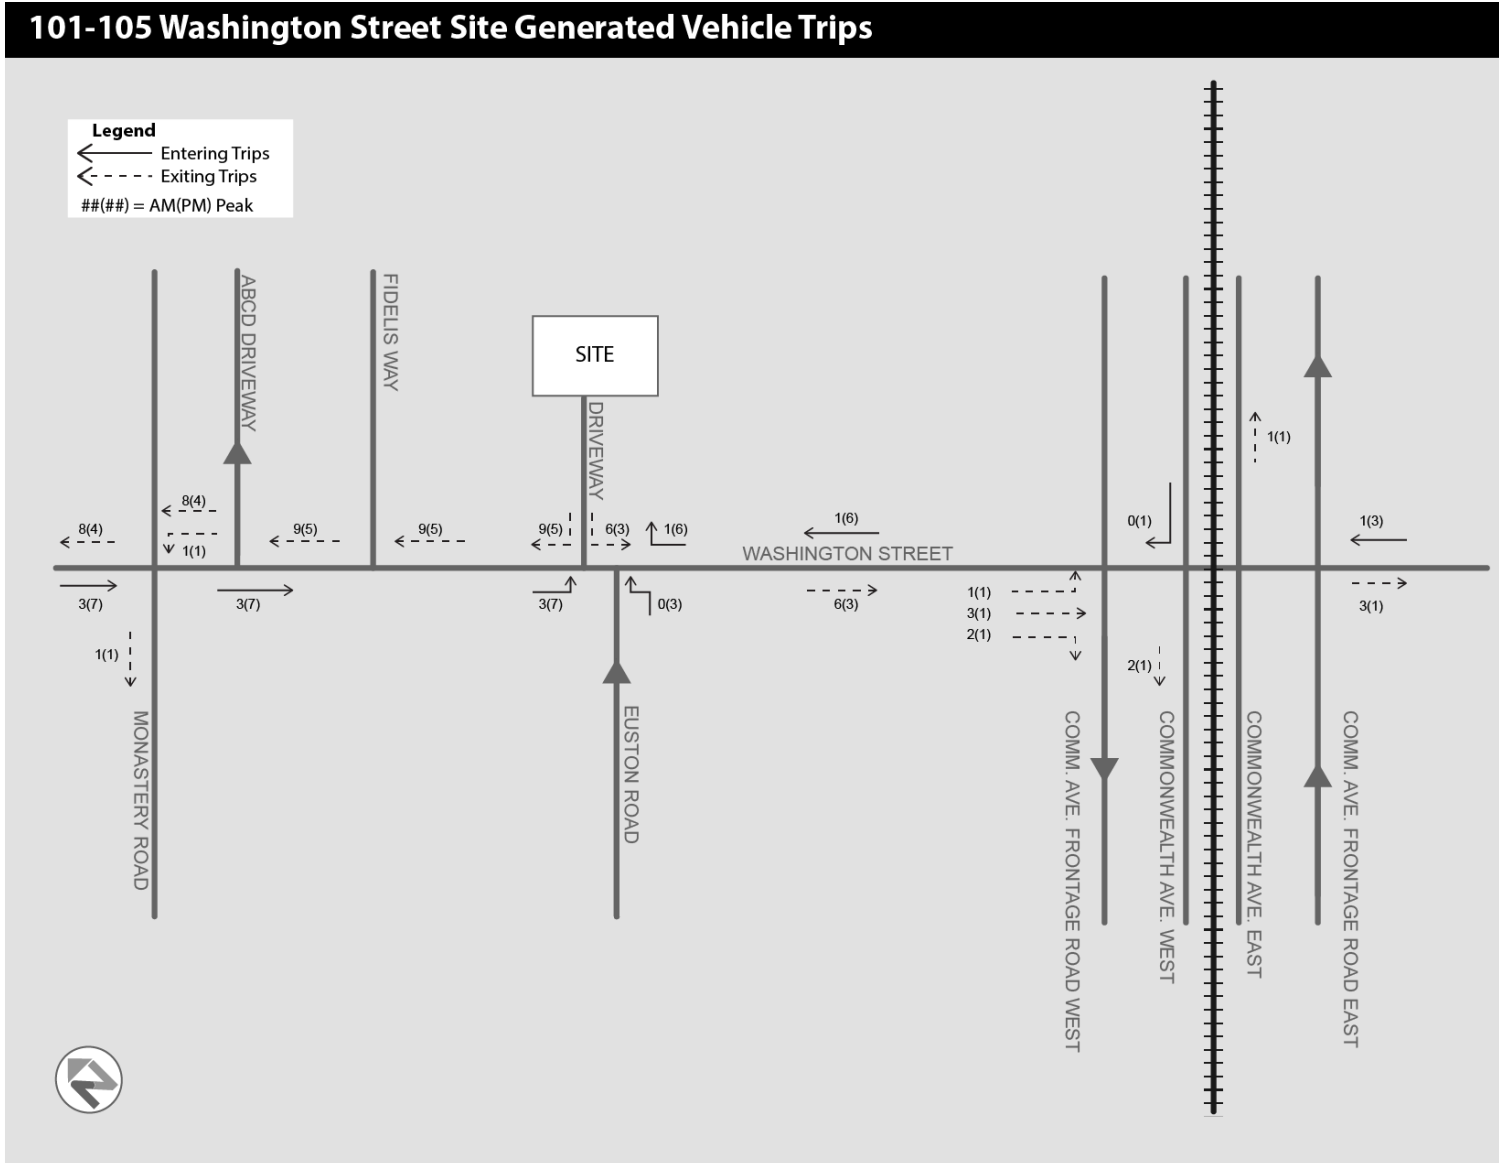 101-105 Washington Street Site Generated Vehicle Trips
Legend
Entering Trips
Exiting Trips
##(##) = AM(PM) Peak
ABCD DRIVEWAY
FIDELIS WAY
SITE
DRIVEWAY
1(1)
8(4)
8(4)
1(1)
9(5)
9(5)
9(5)
6(3)
1(6)
1(6)
0(1)
1(3)
WASHINGTON STREET
3(7)
3(7)
3(7)
0(3)
6(3)
1(1)
3(1)
2(1)
3(1)
1(1)
2(1)
MONASTERY ROAD
EUSTON ROAD
COMM. AVE. FRONTAGE ROAD WEST
COMMONWEALTH AVE. WEST
COMMONWEALTH AVE. EAST
COMM. AVE. FRONTAGE ROAD EAST